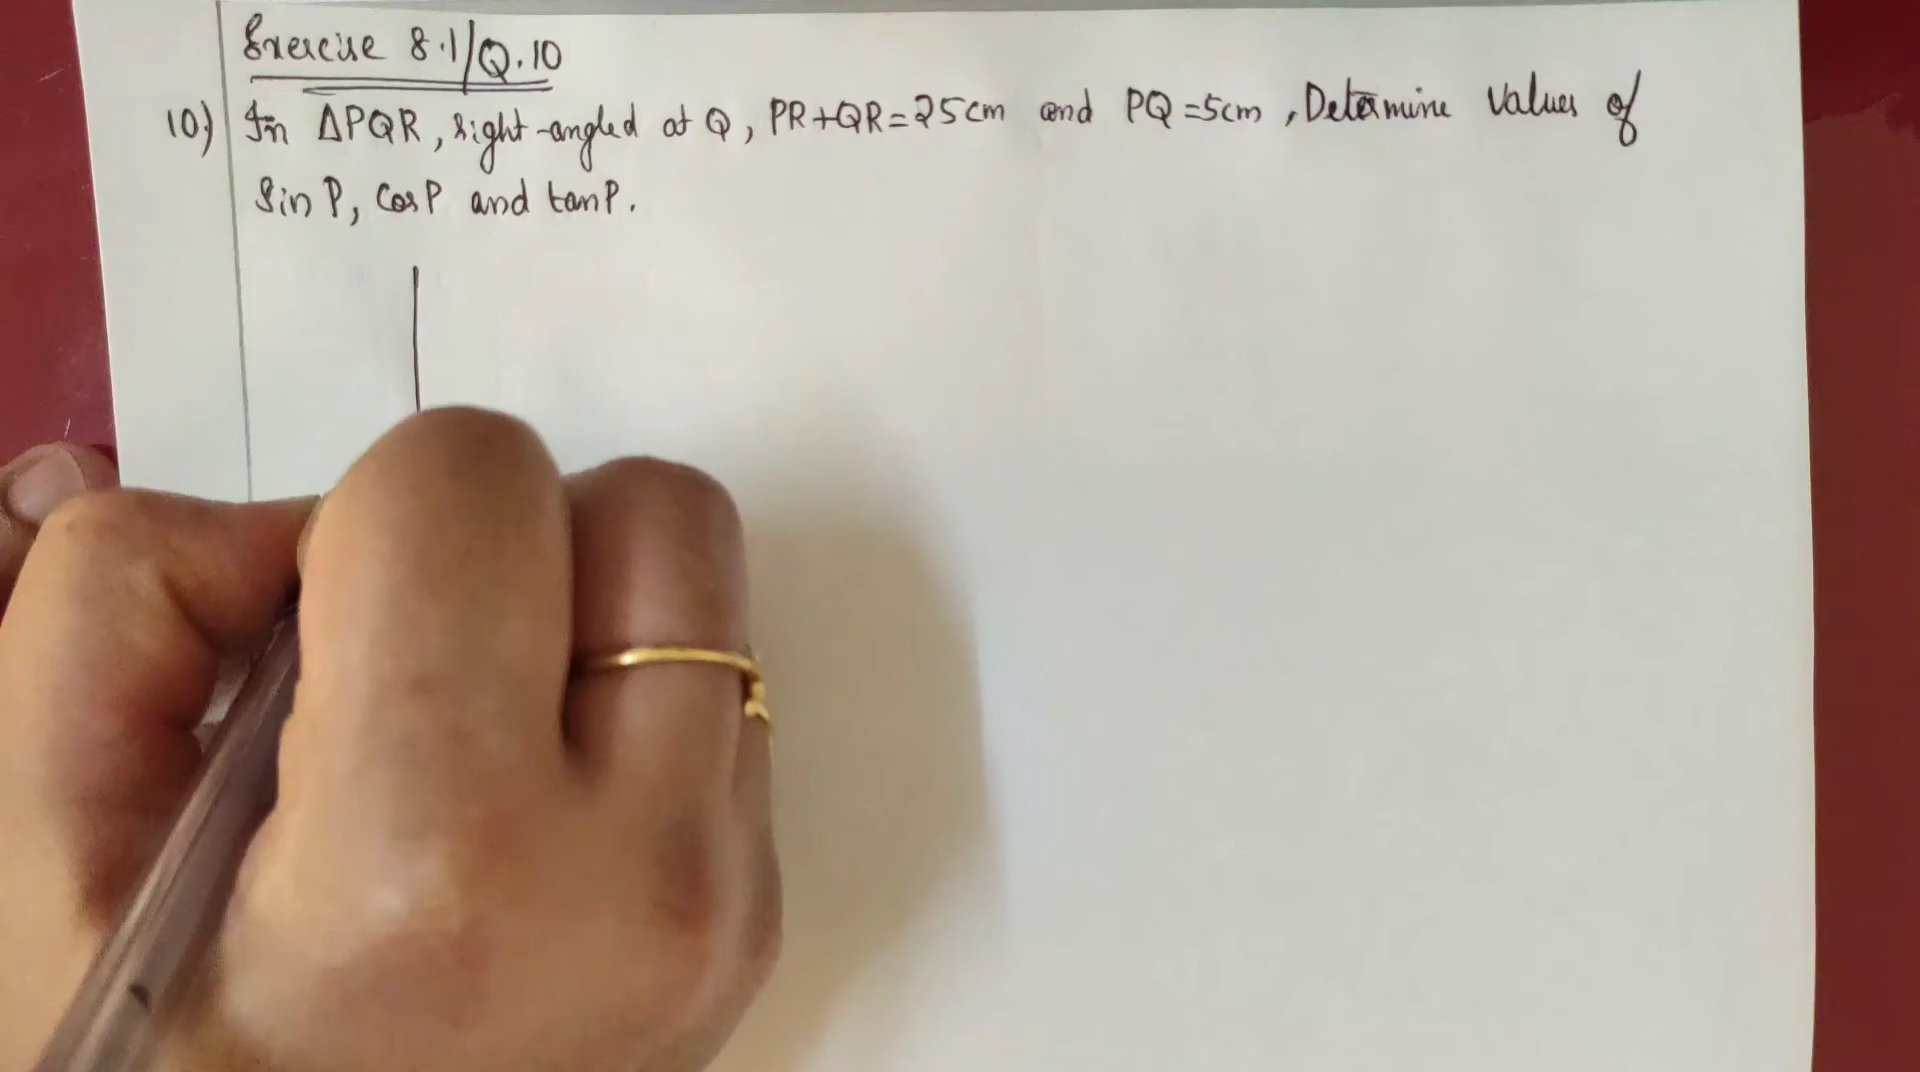 Exercise 8.1/Q.10
10) In ΔPQR, right-angled at Q, PR+QR=25cm and PQ=5cm, Determine values of
Sin P, Cos P and tanP.